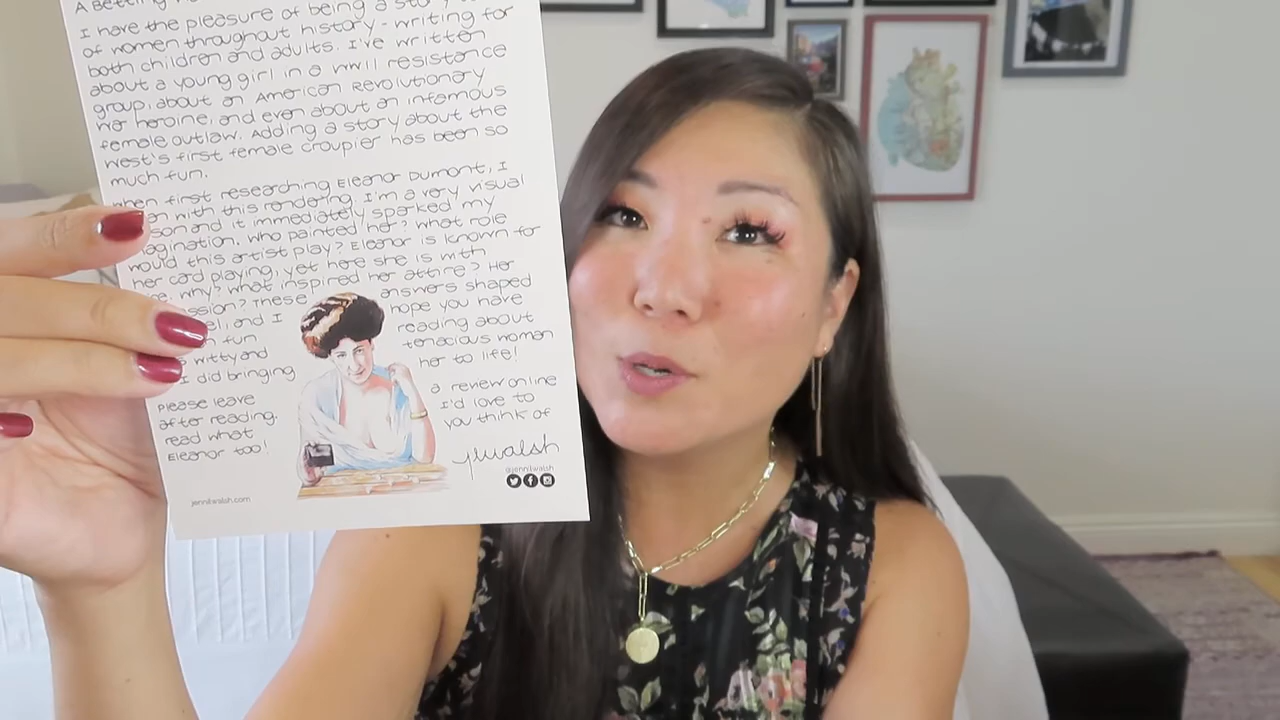 A Betting
I have the pleasure of being a
of women throughout history - writing for
both children and adults. I've written
about a young girl in a WWII resistance
group, about an American Revolutionary
war heroine, and even about an infamous
female outlaw. Adding a story about the
West's first female croupier has been so
much fun.
When first researching Eleanor Dumont, I
with this rendering. I'm a very visual
and it immediately sparked my
imagination. Who painted her? What role
would this artist play? Eleanor is known for
her card playing, yet here she is with
why? What inspired her attire? Her
These answers shaped
and I hope you have
fun reading about
witty and tenacious woman
I did bringing her to life!
Please leave a review online
after reading. I'd love to
read what you think of
Eleanor too!
jlwalsh
@jennilwalsh
jennilwalsh.com